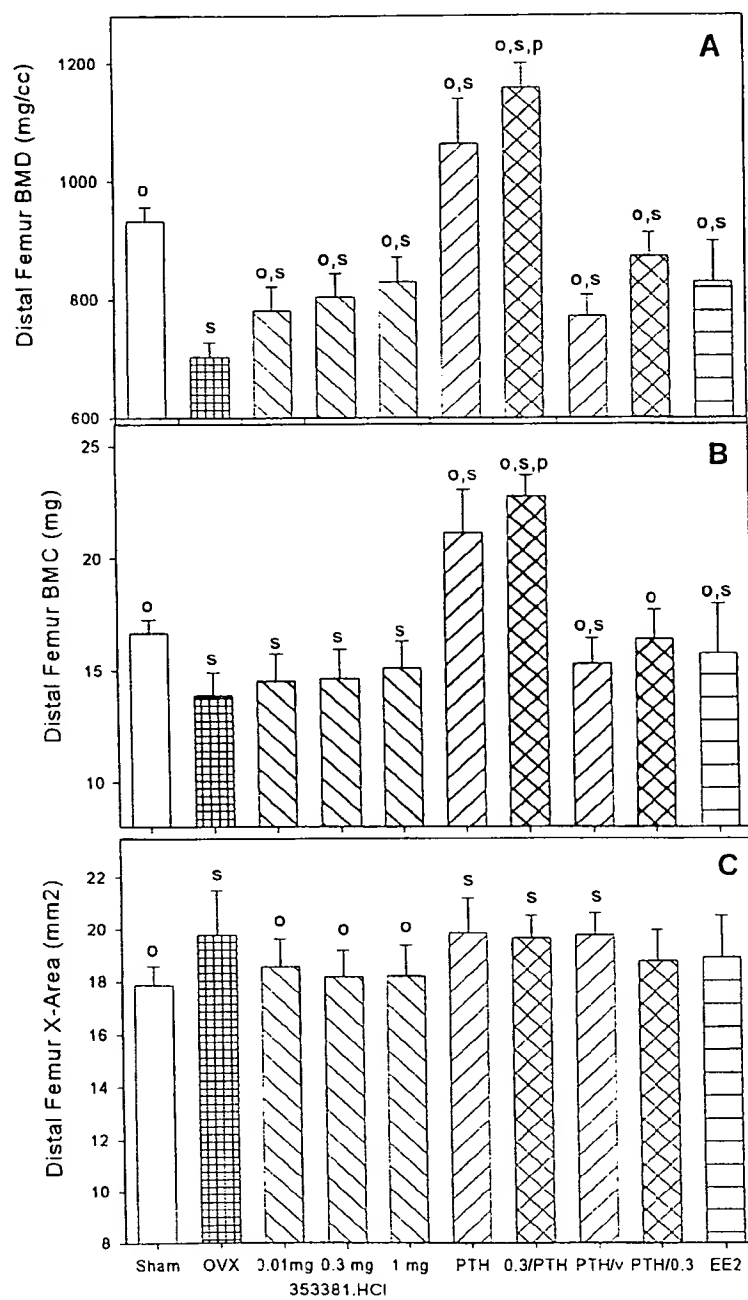 A
Distal Femur BMD (mg/cc)
1200
1000
800
600
o
s
o,s
o,s
o,s
o,s
o,s,p
o,s
o,s
o,s
B
Distal Femur BMC (mg)
25
20
15
10
o
s
s
s
s
o,s
o,s,p
o,s
o
o,s
C
Distal Femur X-Area (mm2)
22
20
18
16
14
12
10
8
o
s
o
o
o
s
s
s
Sham OVX 0.01mg 0.3 mg 1 mg PTH 0.3/PTH PTH/v PTH/0.3 EE2
353381.HCl